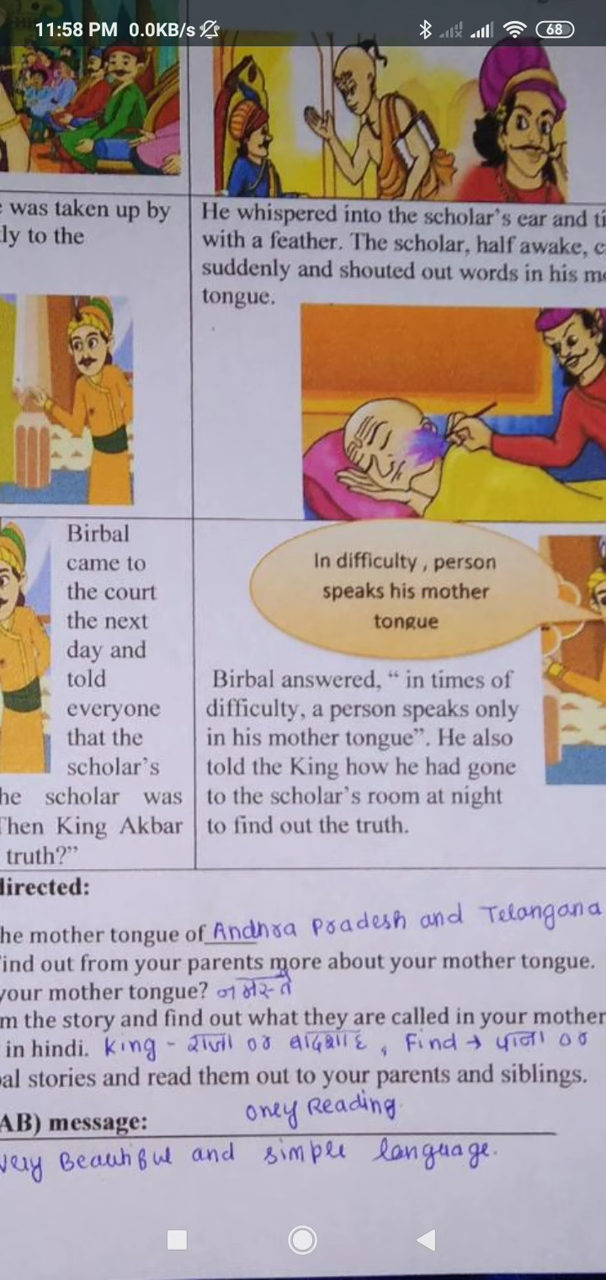 11:58 PM 0.0KB/s
68
was taken up by
ly to the
He whispered into the scholar's ear and ti
with a feather. The scholar, half awake, c
suddenly and shouted out words in his m
tongue.
Birbal
came to
the court
the next
day and
told
everyone
that the
scholar's
he scholar was
Then King Akbar
truth?"
In difficulty , person
speaks his mother
tongue
Birbal answered, " in times of
difficulty, a person speaks only
in his mother tongue". He also
told the King how he had gone
to the scholar's room at night
to find out the truth.
directed:
he mother tongue of Andhra Pradesh and Telangana
ind out from your parents more about your mother tongue.
your mother tongue? नमस्ते
m the story and find out what they are called in your mother
in hindi. King - राजा or बादशाह , Find → पाना or
al stories and read them out to your parents and siblings.
AB) message: only Reading.
very Beautiful and simple language.